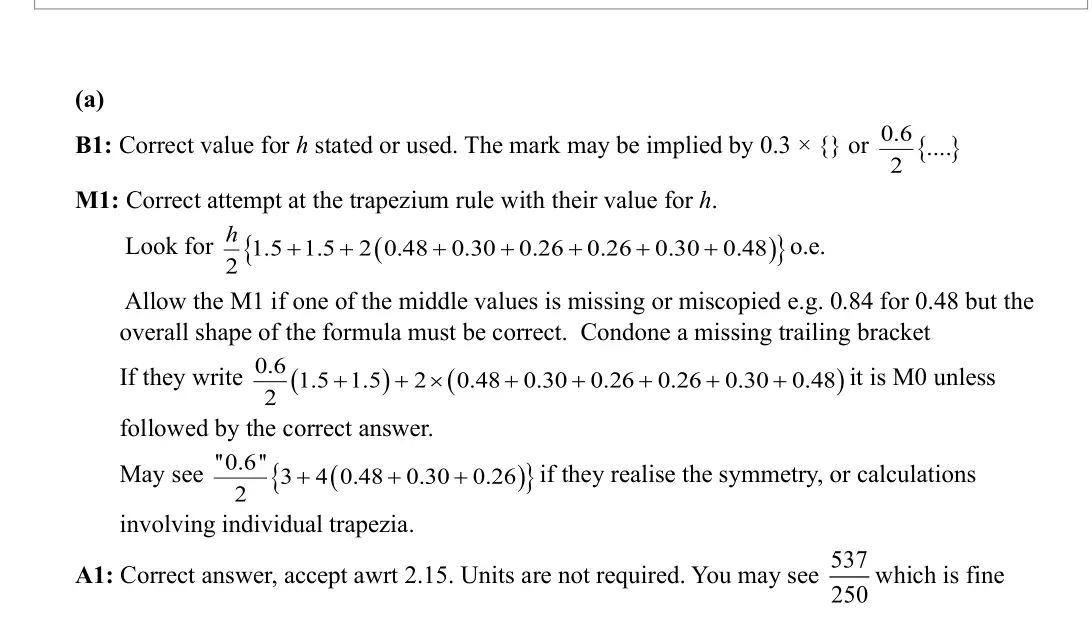 (a)
B1: Correct value for h stated or used. The mark may be implied by 0.3 × {} or 0.6/2 {....}
M1: Correct attempt at the trapezium rule with their value for h.
Look for h/2 {1.5+1.5+2(0.48+0.30+0.26+0.26+0.30+0.48)} o.e.
Allow the M1 if one of the middle values is missing or miscopied e.g. 0.84 for 0.48 but the
overall shape of the formula must be correct. Condone a missing trailing bracket
If they write 0.6/2 (1.5+1.5)+2×(0.48+0.30+0.26+0.26+0.30+0.48) it is M0 unless
followed by the correct answer.
May see "0.6"/2 {3+4(0.48+0.30+0.26)} if they realise the symmetry, or calculations
involving individual trapezia.
A1: Correct answer, accept awrt 2.15. Units are not required. You may see 537/250 which is fine